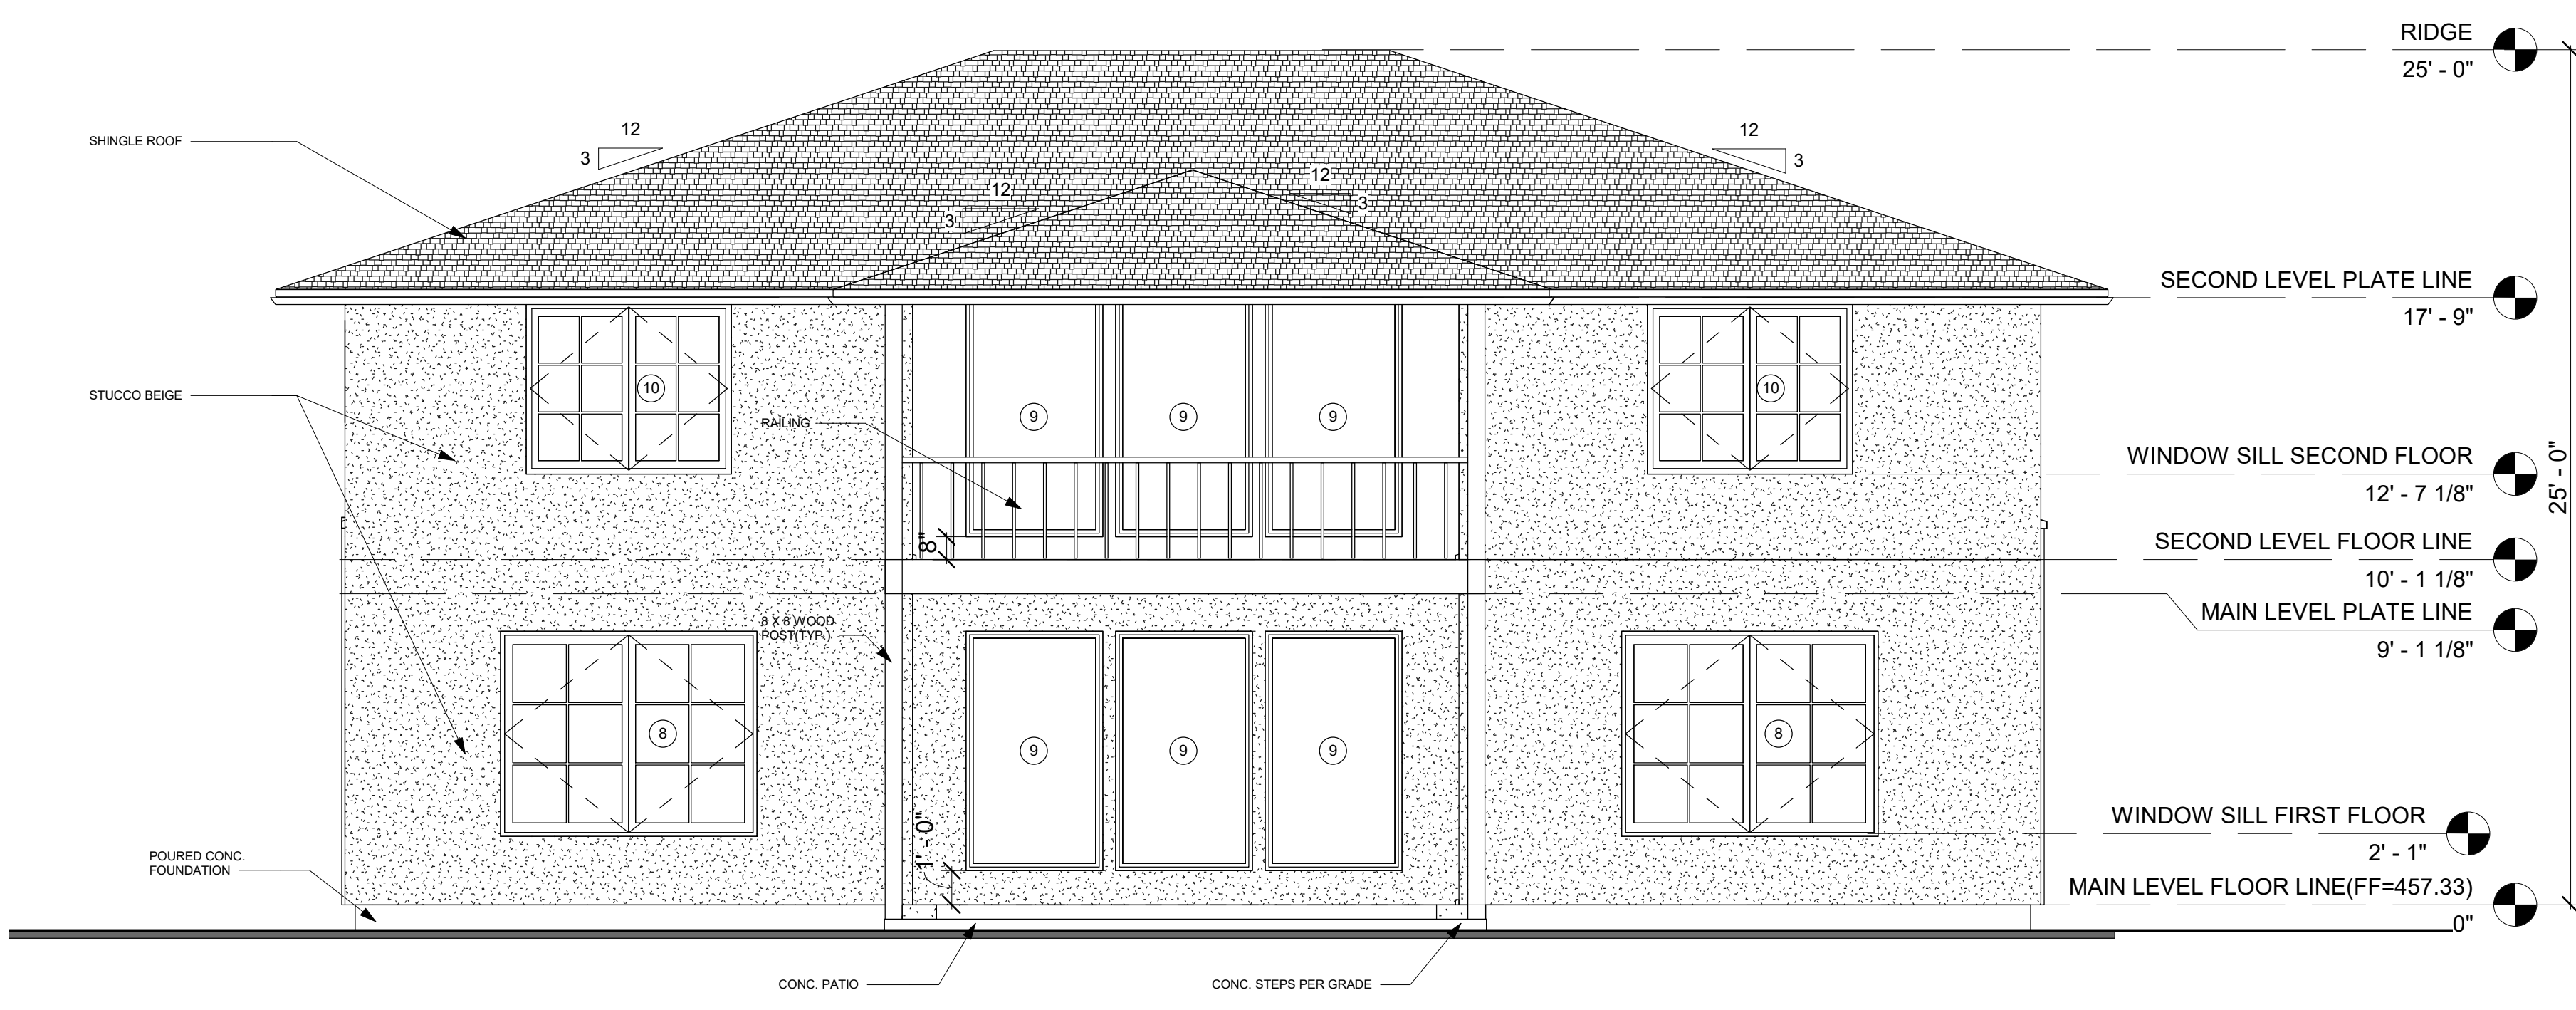 RIDGE
25' - 0"
12
3
12
3
SHINGLE ROOF
12
3
12
3
SECOND LEVEL PLATE LINE
17' - 9"
10
10
STUCCO BEIGE
9
9
9
RAILING
WINDOW SILL SECOND FLOOR
12' - 7 1/8"
25' - 0"
8"
SECOND LEVEL FLOOR LINE
10' - 1 1/8"
MAIN LEVEL PLATE LINE
9' - 1 1/8"
8 X 8 WOOD
POST(TYP.)
8
9
9
9
8
WINDOW SILL FIRST FLOOR
2' - 1"
1' - 0"
POURED CONC.
FOUNDATION
MAIN LEVEL FLOOR LINE(FF=457.33)
0"
CONC. PATIO
CONC. STEPS PER GRADE